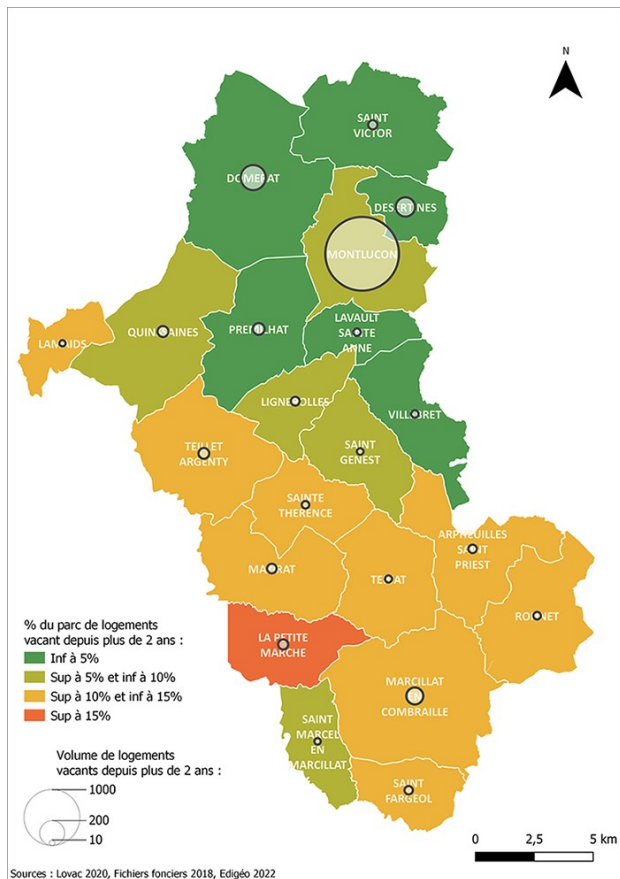 N
SAINT
VICTOR
DOMERAT
DESERTINES
MONTLUCON
LAMAIDS
QUINSSAINES
PREMILHAT
LAVAULT
SAINTE
ANNE
LIGNEROLLES
VILLEBRET
TEILLET
ARGENTY
SAINT
GENEST
SAINTE
THERENCE
ARPHEUILLES
SAINT
PRIEST
MAZIRAT
TERJAT
RONNET
LA PETITE
MARCHE
MARCILLAT
EN
COMBRAILLE
SAINT
MARCEL
EN
MARCILLAT
SAINT
FARGEOL
% du parc de logements
vacant depuis plus de 2 ans :
Inf à 5%
Sup à 5% et inf à 10%
Sup à 10% et inf à 15%
Sup à 15%
Volume de logements
vacants depuis plus de 2 ans :
1000
200
10
0 2,5 5 km
Sources : Lovac 2020, Fichiers fonciers 2018, Edigéo 2022